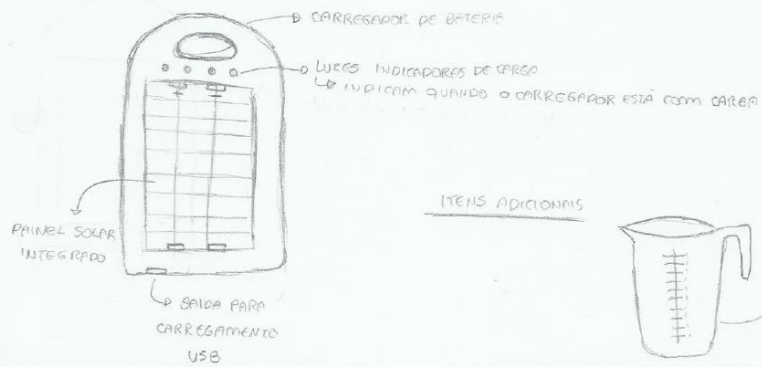 CARREGADOR DE BATERIA
LUZES INDICADORAS DE CARGA
INDICAM QUANDO O CARREGADOR ESTÁ COM CARGA
+ –
PAINEL SOLAR
INTEGRADO
SAIDA PARA
CARREGAMENTO
USB
ITENS ADICIONAIS